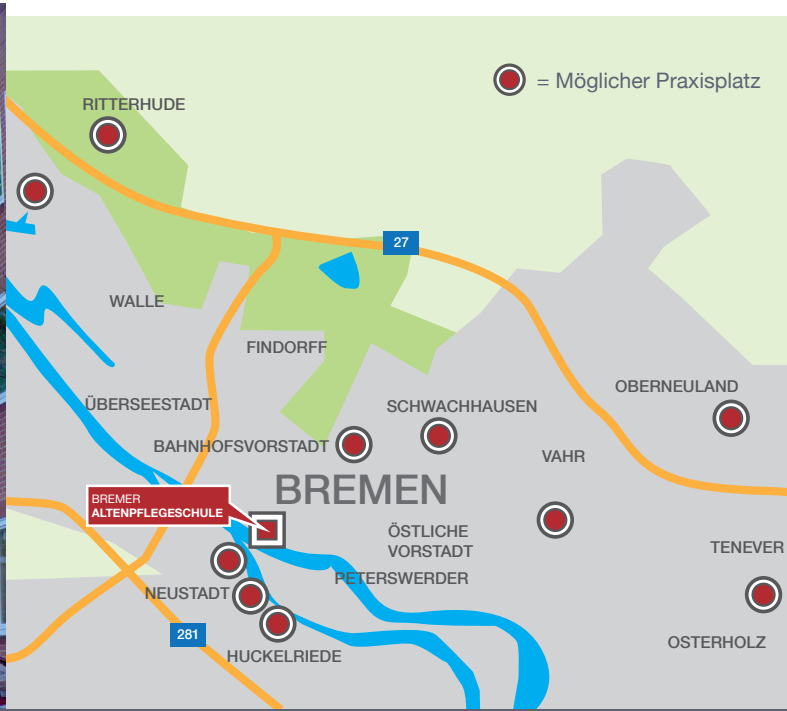 = Möglicher Praxisplatz
RITTERHUDE
27
WALLE
FINDORFF
OBERNEULAND
ÜBERSEESTADT
SCHWACHHAUSEN
BAHNHOFSVORSTADT
VAHR
BREMEN
BREMER
ALTENPFLEGESCHULE
ÖSTLICHE
VORSTADT
TENEVER
PETERSWERDER
NEUSTADT
281
HUCKELRIEDE
OSTERHOLZ